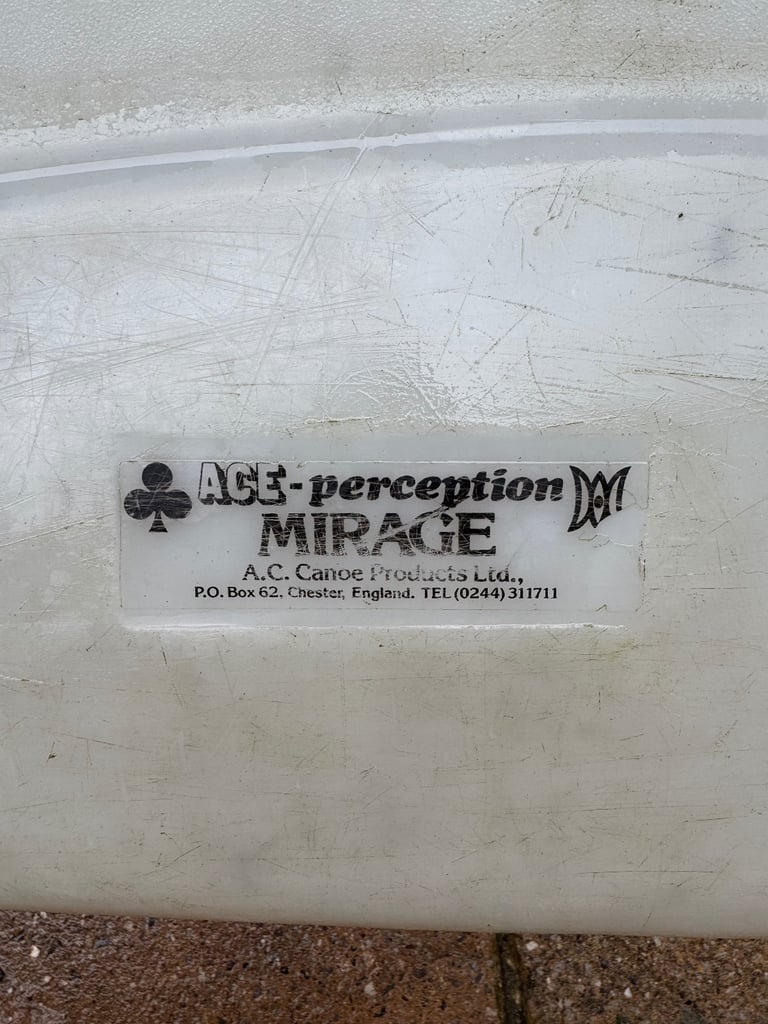 ACE-perception
MIRAGE
A.C. Canoe Products Ltd.,
P.O. Box 62, Chester, England. TEL (0244) 311711